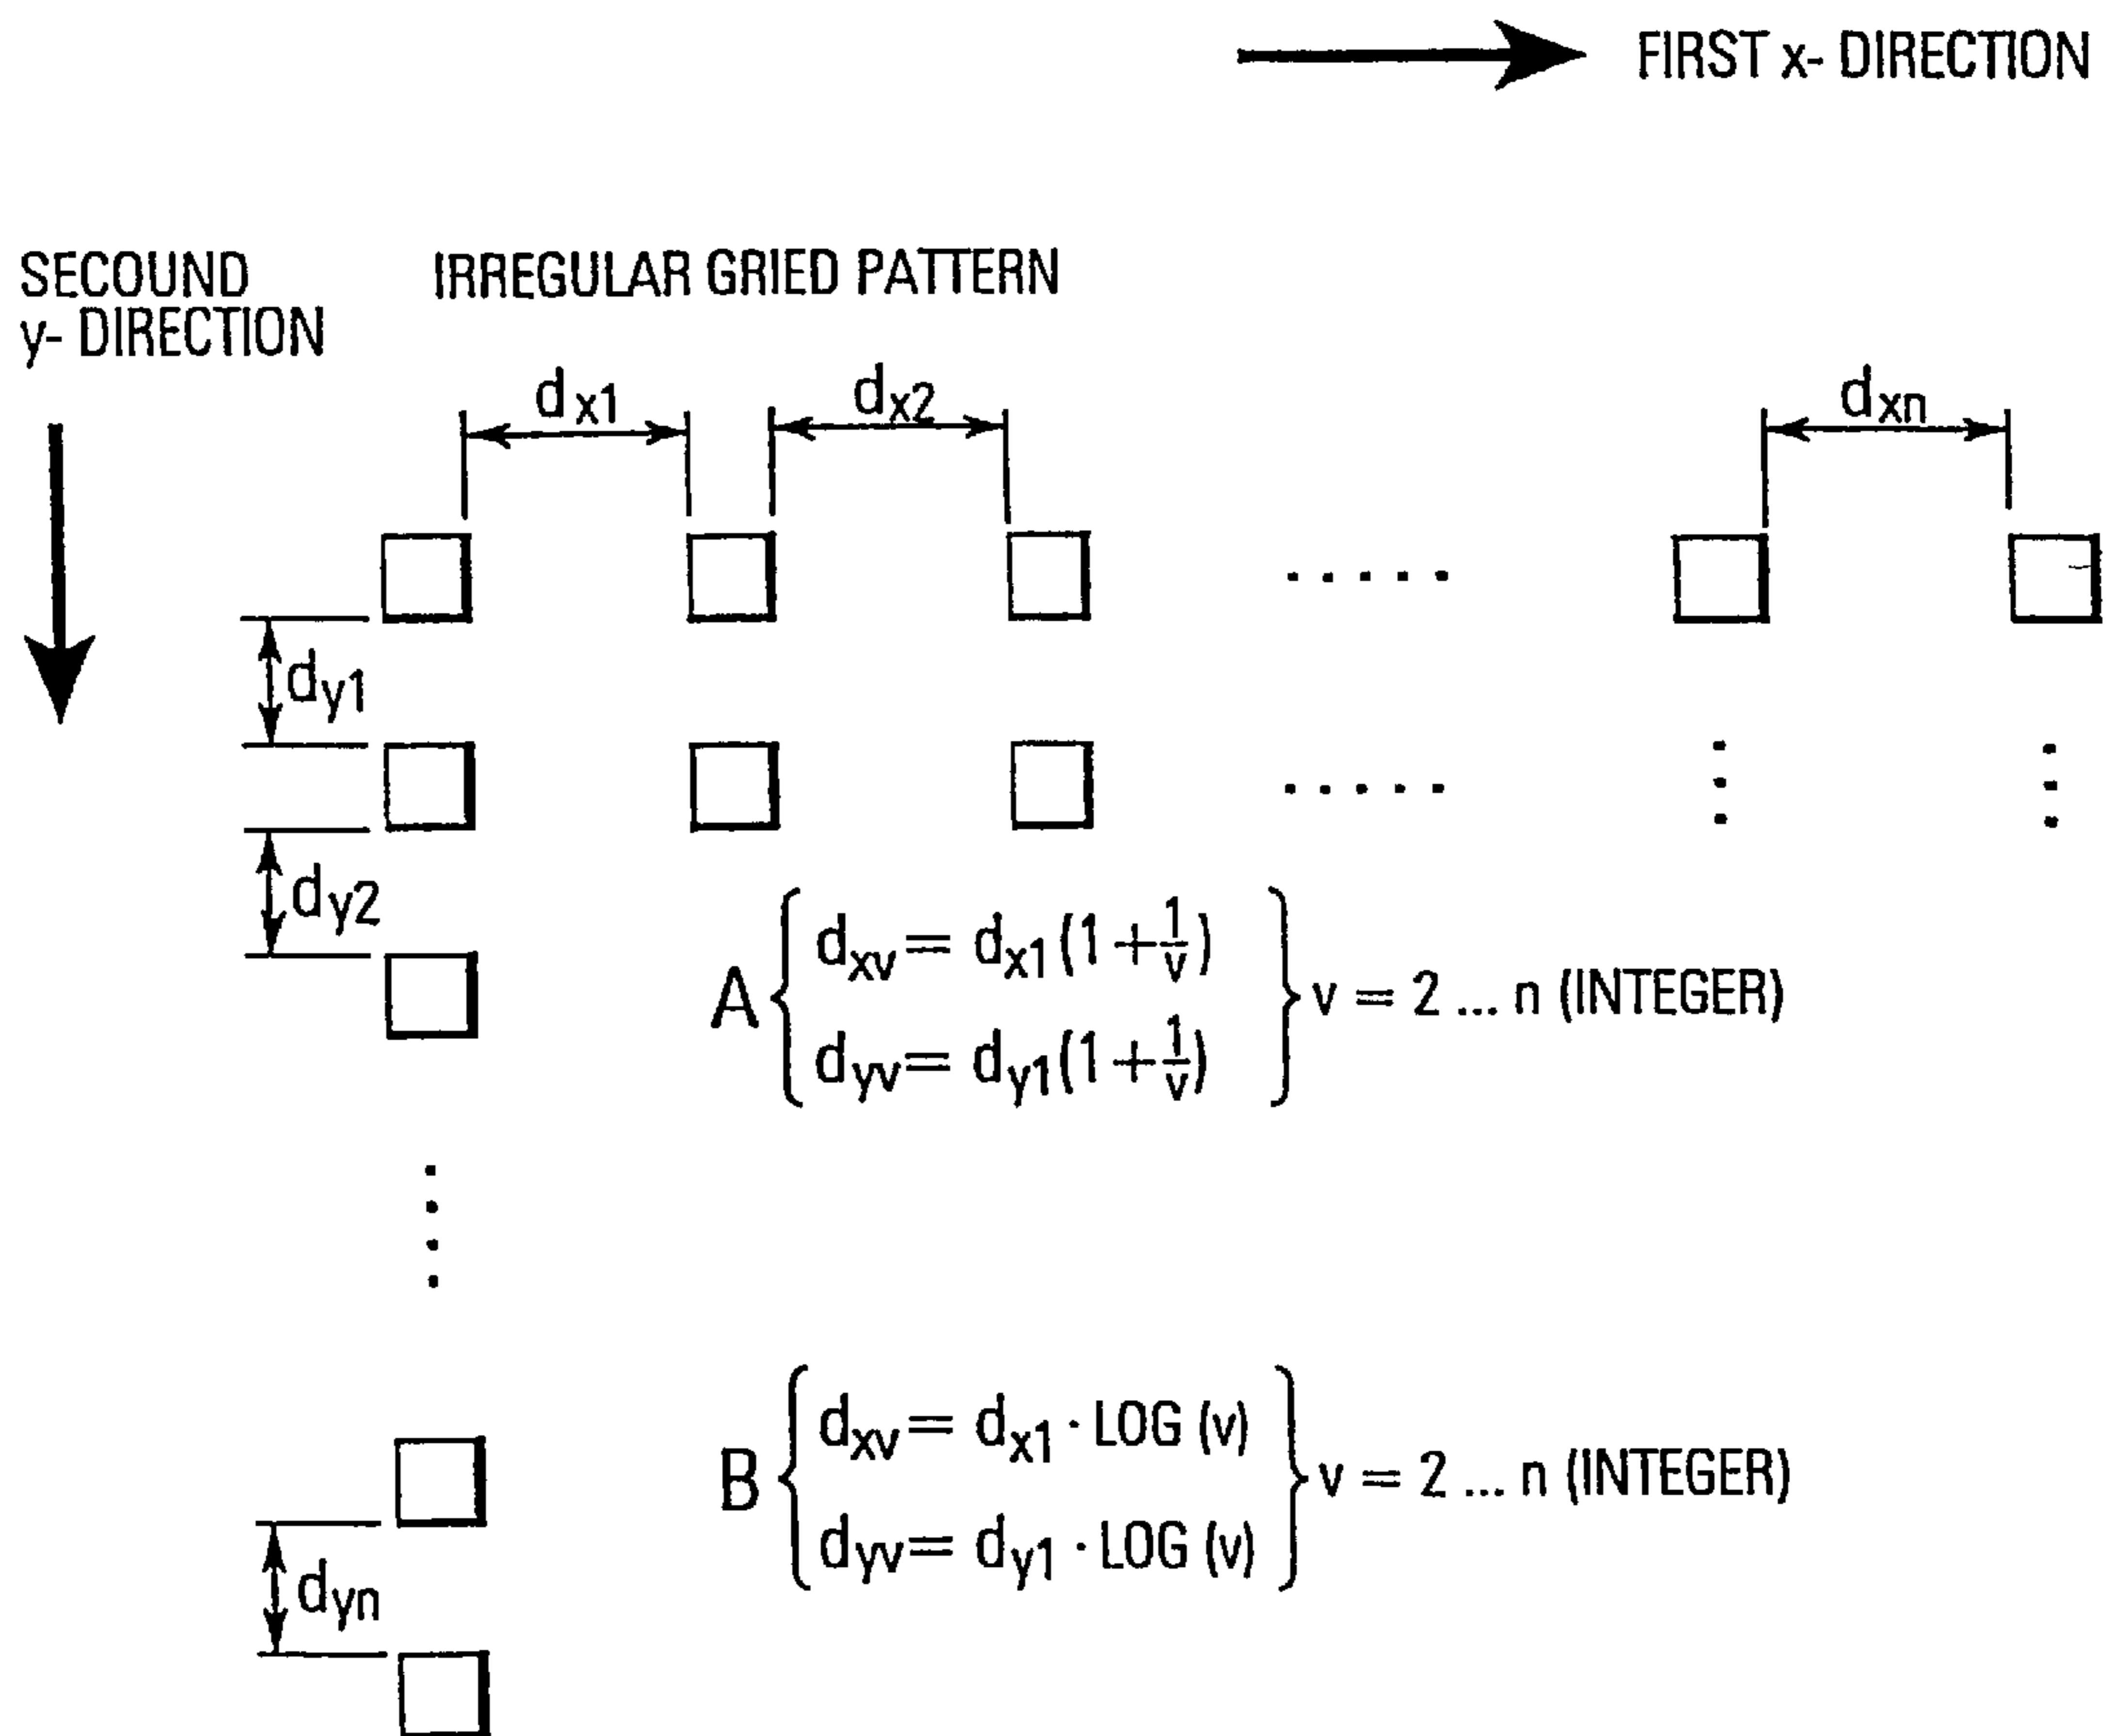 FIRST x- DIRECTION
SECOUND
y- DIRECTION
IRREGULAR GRIED PATTERN
dx1
dx2
dxn
dy1
dy2
A { dxv = dx1 (1 + 1/v)
dyv = dy1 (1 + 1/v) } v = 2 ... n (INTEGER)
B { dxv = dx1 · LOG (v)
dyv = dy1 · LOG (v) } v = 2 ... n (INTEGER)
dyn